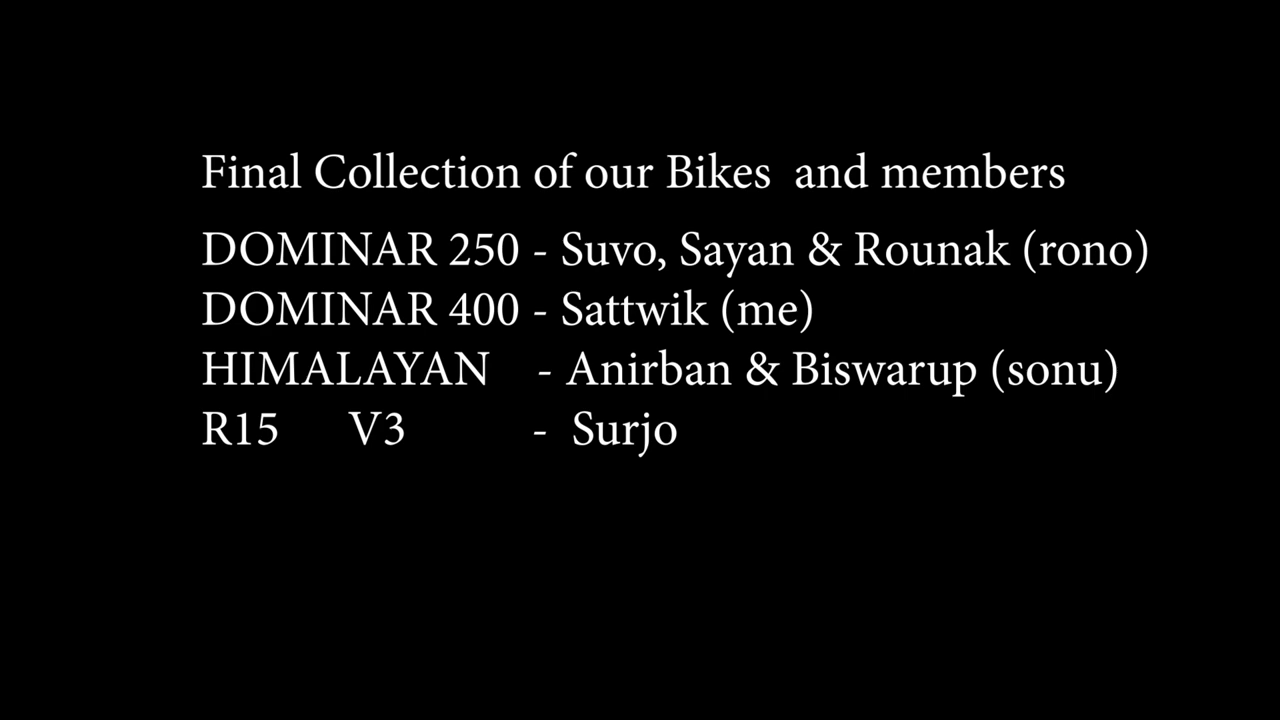 Final Collection of our Bikes  and members
DOMINAR 250 - Suvo, Sayan & Rounak (rono)
DOMINAR 400 - Sattwik (me)
HIMALAYAN    - Anirban & Biswarup (sonu)
R15      V3           -  Surjo